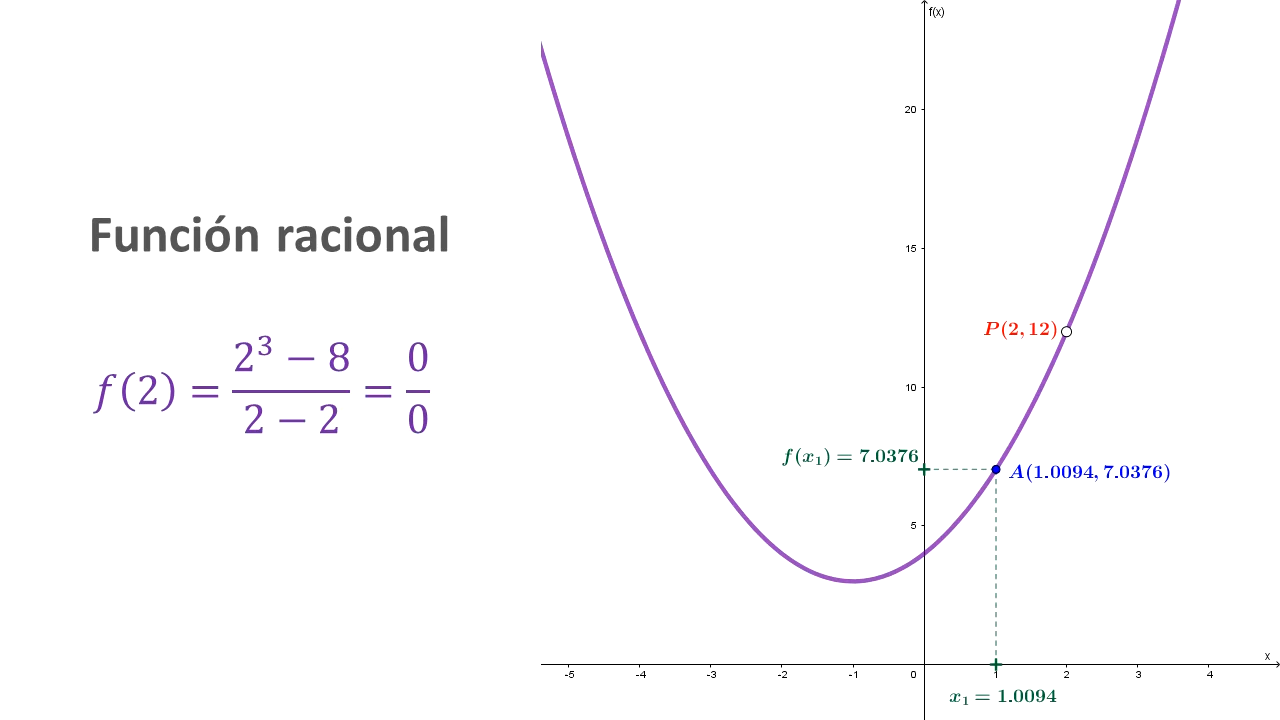 Función racional
f(2) = (2³ − 8)/(2 − 2) = 0/0
f(x)
20
15
P(2, 12)
10
f(x₁) = 7.0376
A(1.0094, 7.0376)
5
x
-5 -4 -3 -2 -1 0 1 2 3 4
x₁ = 1.0094